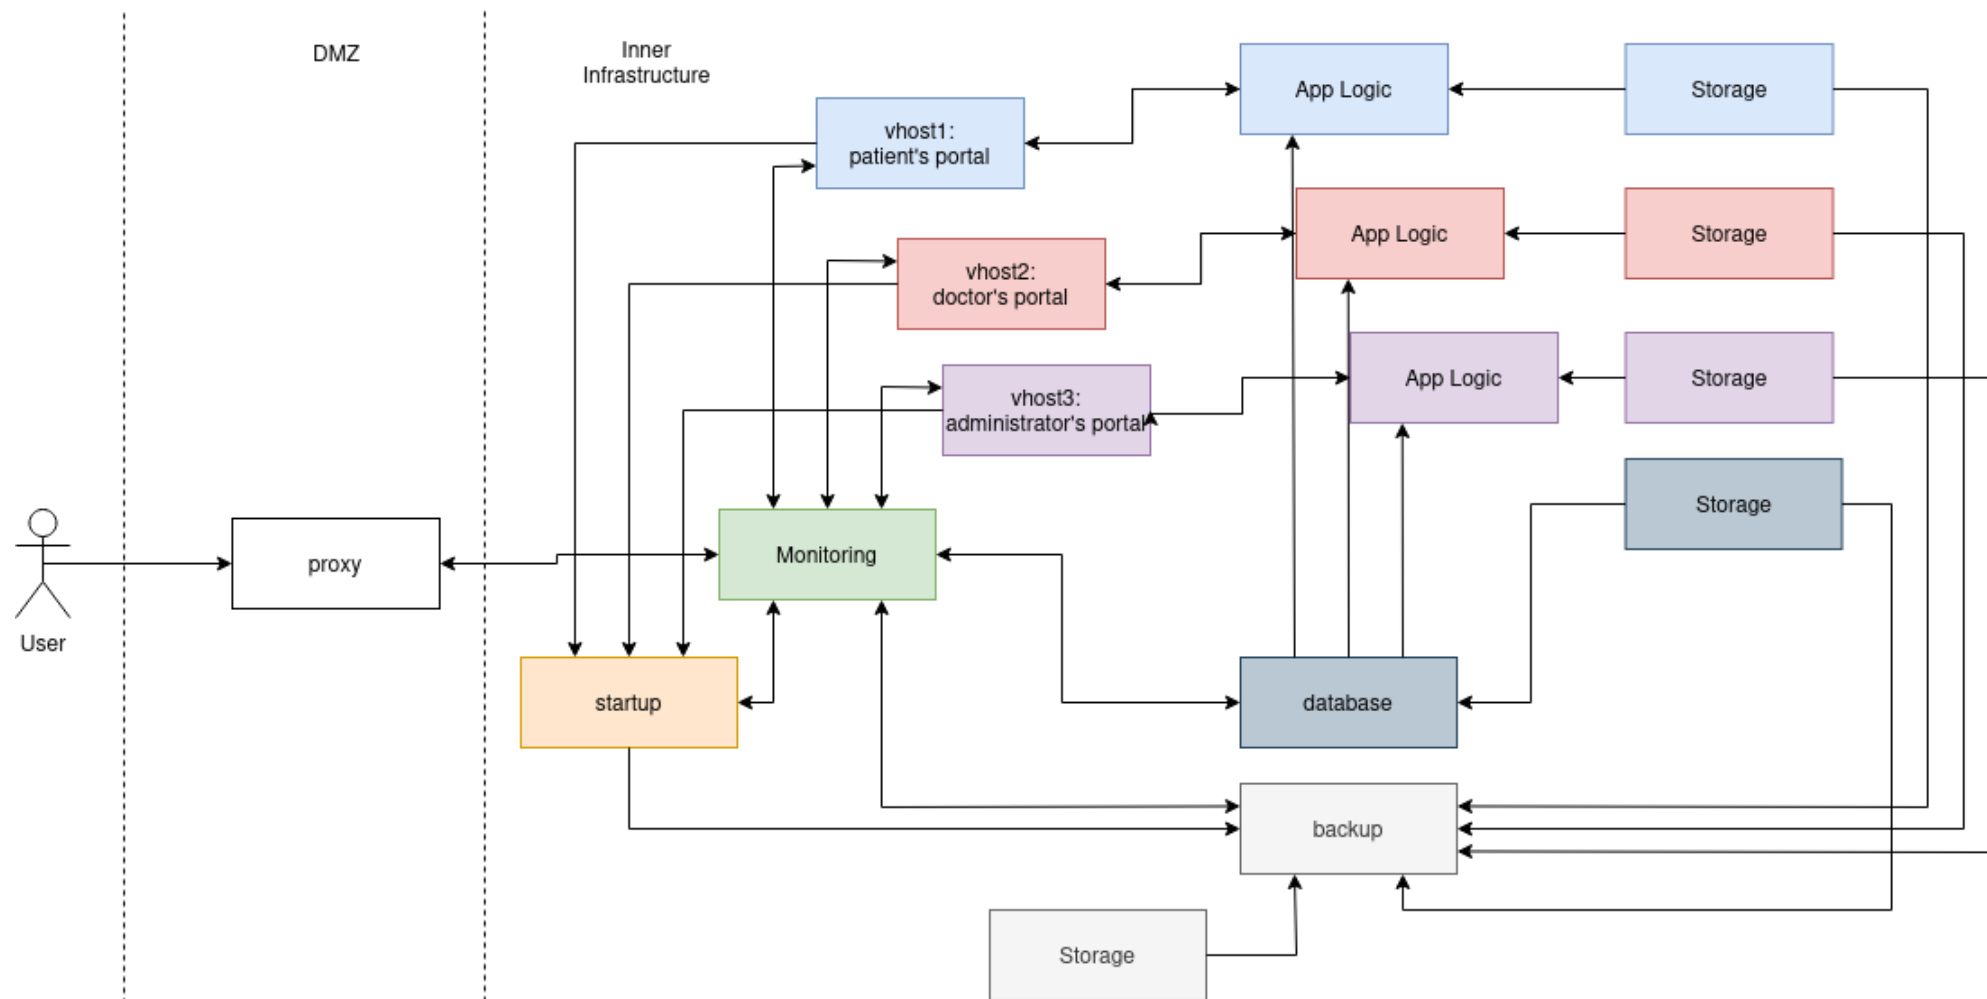 DMZ
Inner
Infrastructure
App Logic
Storage
vhost1:
patient's portal
App Logic
Storage
vhost2:
doctor's portal
App Logic
Storage
vhost3:
administrator's portal
Storage
proxy
Monitoring
User
startup
database
backup
Storage